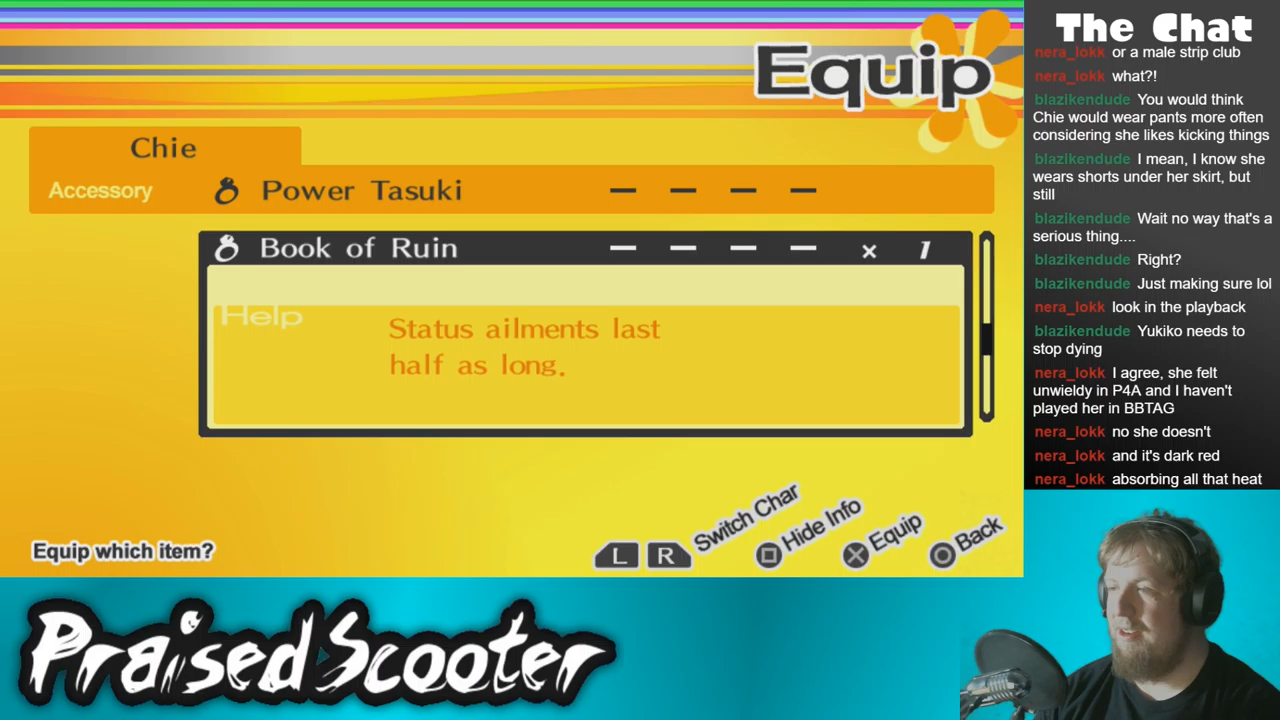 Equip
Chie
Accessory Power Tasuki
Book of Ruin × 1
Help
Status ailments last
half as long.
Equip which item?
L R Switch Char
Hide Info
Equip
Back
The Chat
nera_lokk or a male strip club
nera_lokk what?!
blazikendude You would think
Chie would wear pants more often
considering she likes kicking things
blazikendude I mean, I know she
wears shorts under her skirt, but
still
blazikendude Wait no way that's a
serious thing....
blazikendude Right?
blazikendude Just making sure lol
nera_lokk look in the playback
blazikendude Yukiko needs to
stop dying
nera_lokk I agree, she felt
unwieldy in P4A and I haven't
played her in BBTAG
nera_lokk no she doesn't
nera_lokk and it's dark red
nera_lokk absorbing all that heat
PraisedScooter